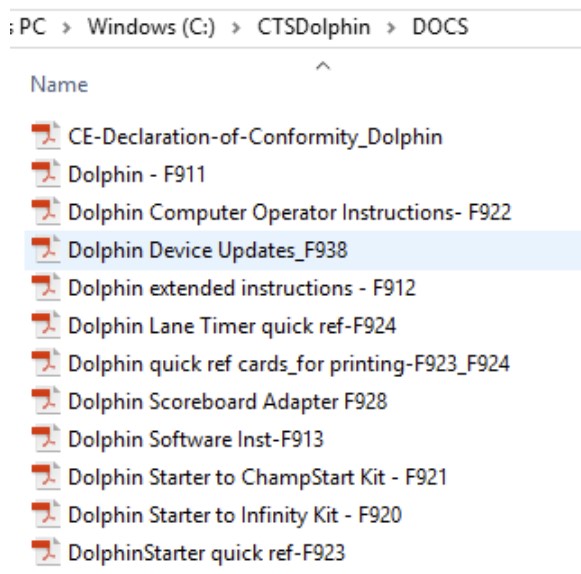 PC > Windows (C:) > CTSDolphin > DOCS
Name
CE-Declaration-of-Conformity_Dolphin
Dolphin - F911
Dolphin Computer Operator Instructions- F922
Dolphin Device Updates_F938
Dolphin extended instructions - F912
Dolphin Lane Timer quick ref-F924
Dolphin quick ref cards_for printing-F923_F924
Dolphin Scoreboard Adapter F928
Dolphin Software Inst-F913
Dolphin Starter to ChampStart Kit - F921
Dolphin Starter to Infinity Kit - F920
DolphinStarter quick ref-F923